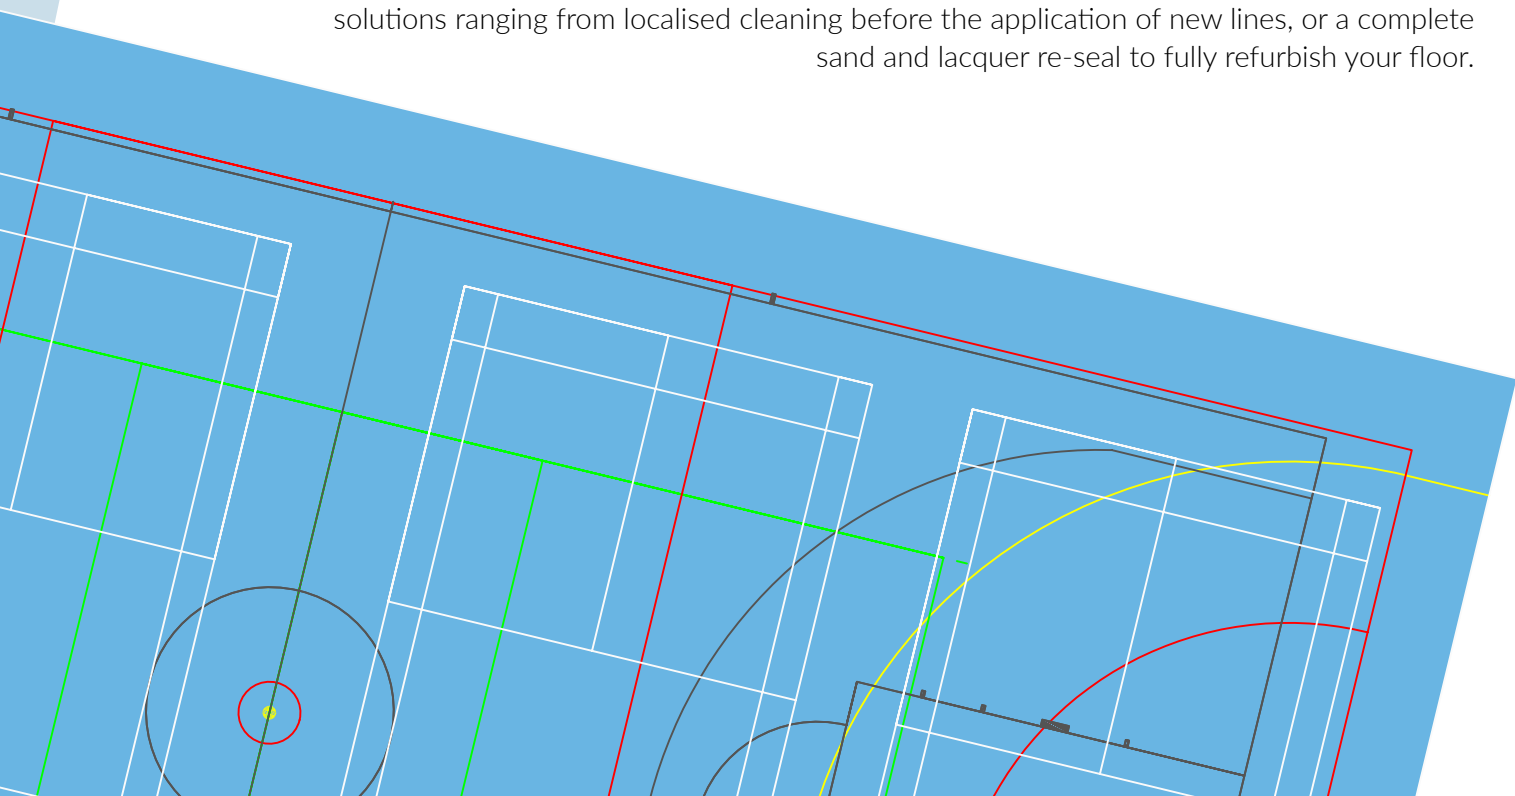 solutions ranging from localised cleaning before the application of new lines, or a complete
sand and lacquer re-seal to fully refurbish your floor.